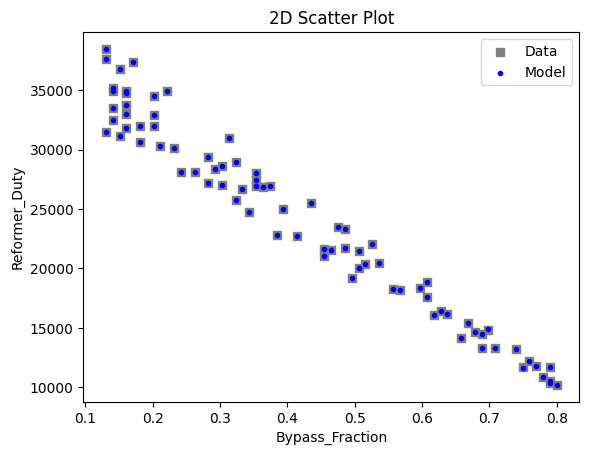 2D Scatter Plot
Data
Model
Reformer_Duty
35000
30000
25000
20000
15000
10000
0.1 0.2 0.3 0.4 0.5 0.6 0.7 0.8
Bypass_Fraction